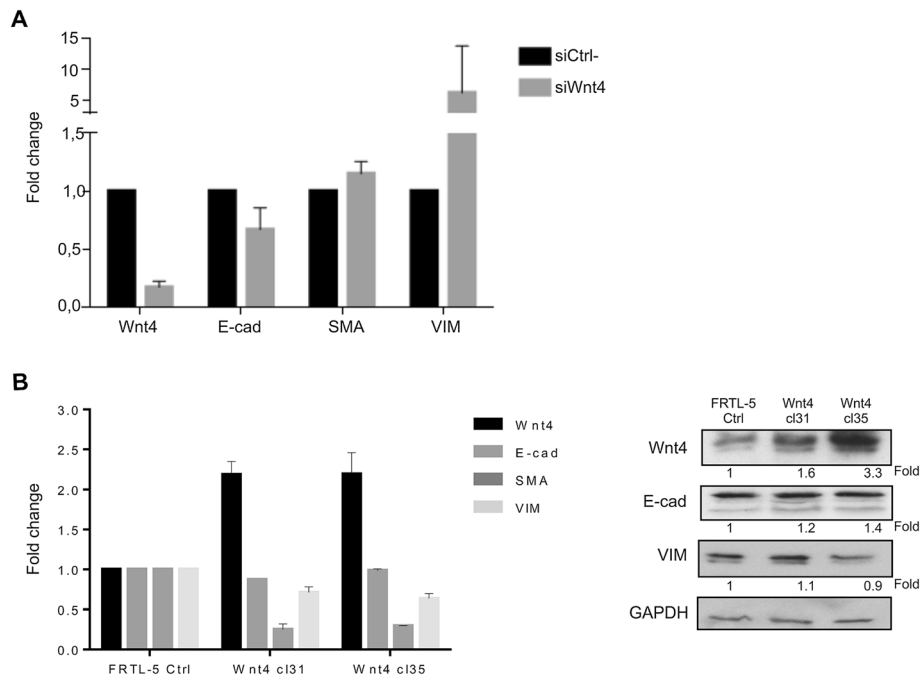 A
Fold change
15
10
5
1,5
1,0
0,5
0,0
Wnt4 E-cad SMA VIM
siCtrl-
siWnt4
B
Fold change
3.0
2.5
2.0
1.5
1.0
0.5
0.0
FRTL-5 Ctrl Wnt4 cl31 Wnt4 cl35
Wnt4
E-cad
SMA
VIM
FRTL-5 Wnt4 Wnt4
Ctrl cl31 cl35
Wnt4
1 1.6 3.3 Fold
E-cad
1 1.2 1.4
VIM
1 1.1 0.9 Fold
GAPDH